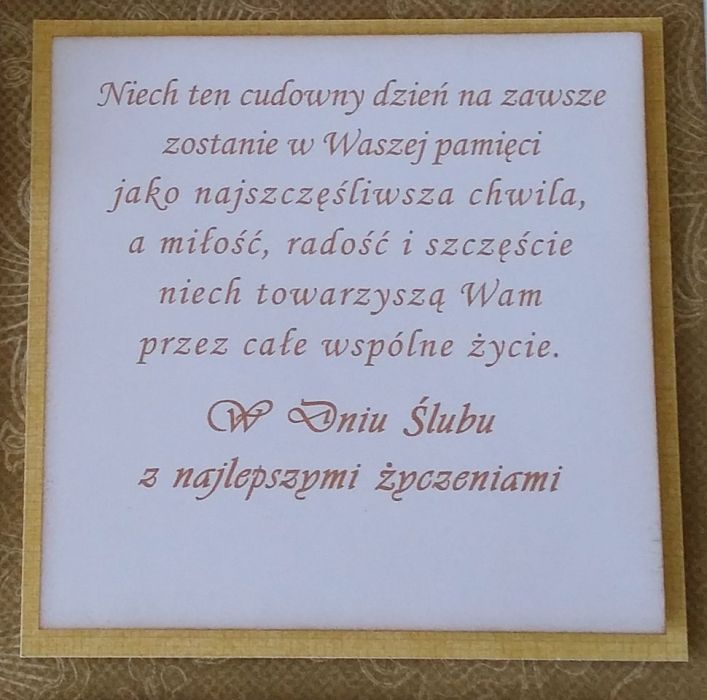 Niech ten cudowny dzień na zawsze
zostanie w Waszej pamięci
jako najszczęśliwsza chwila,
a miłość, radość i szczęście
niech towarzyszą Wam
przez całe wspólne życie.
W Dniu Ślubu
z najlepszymi życzeniami